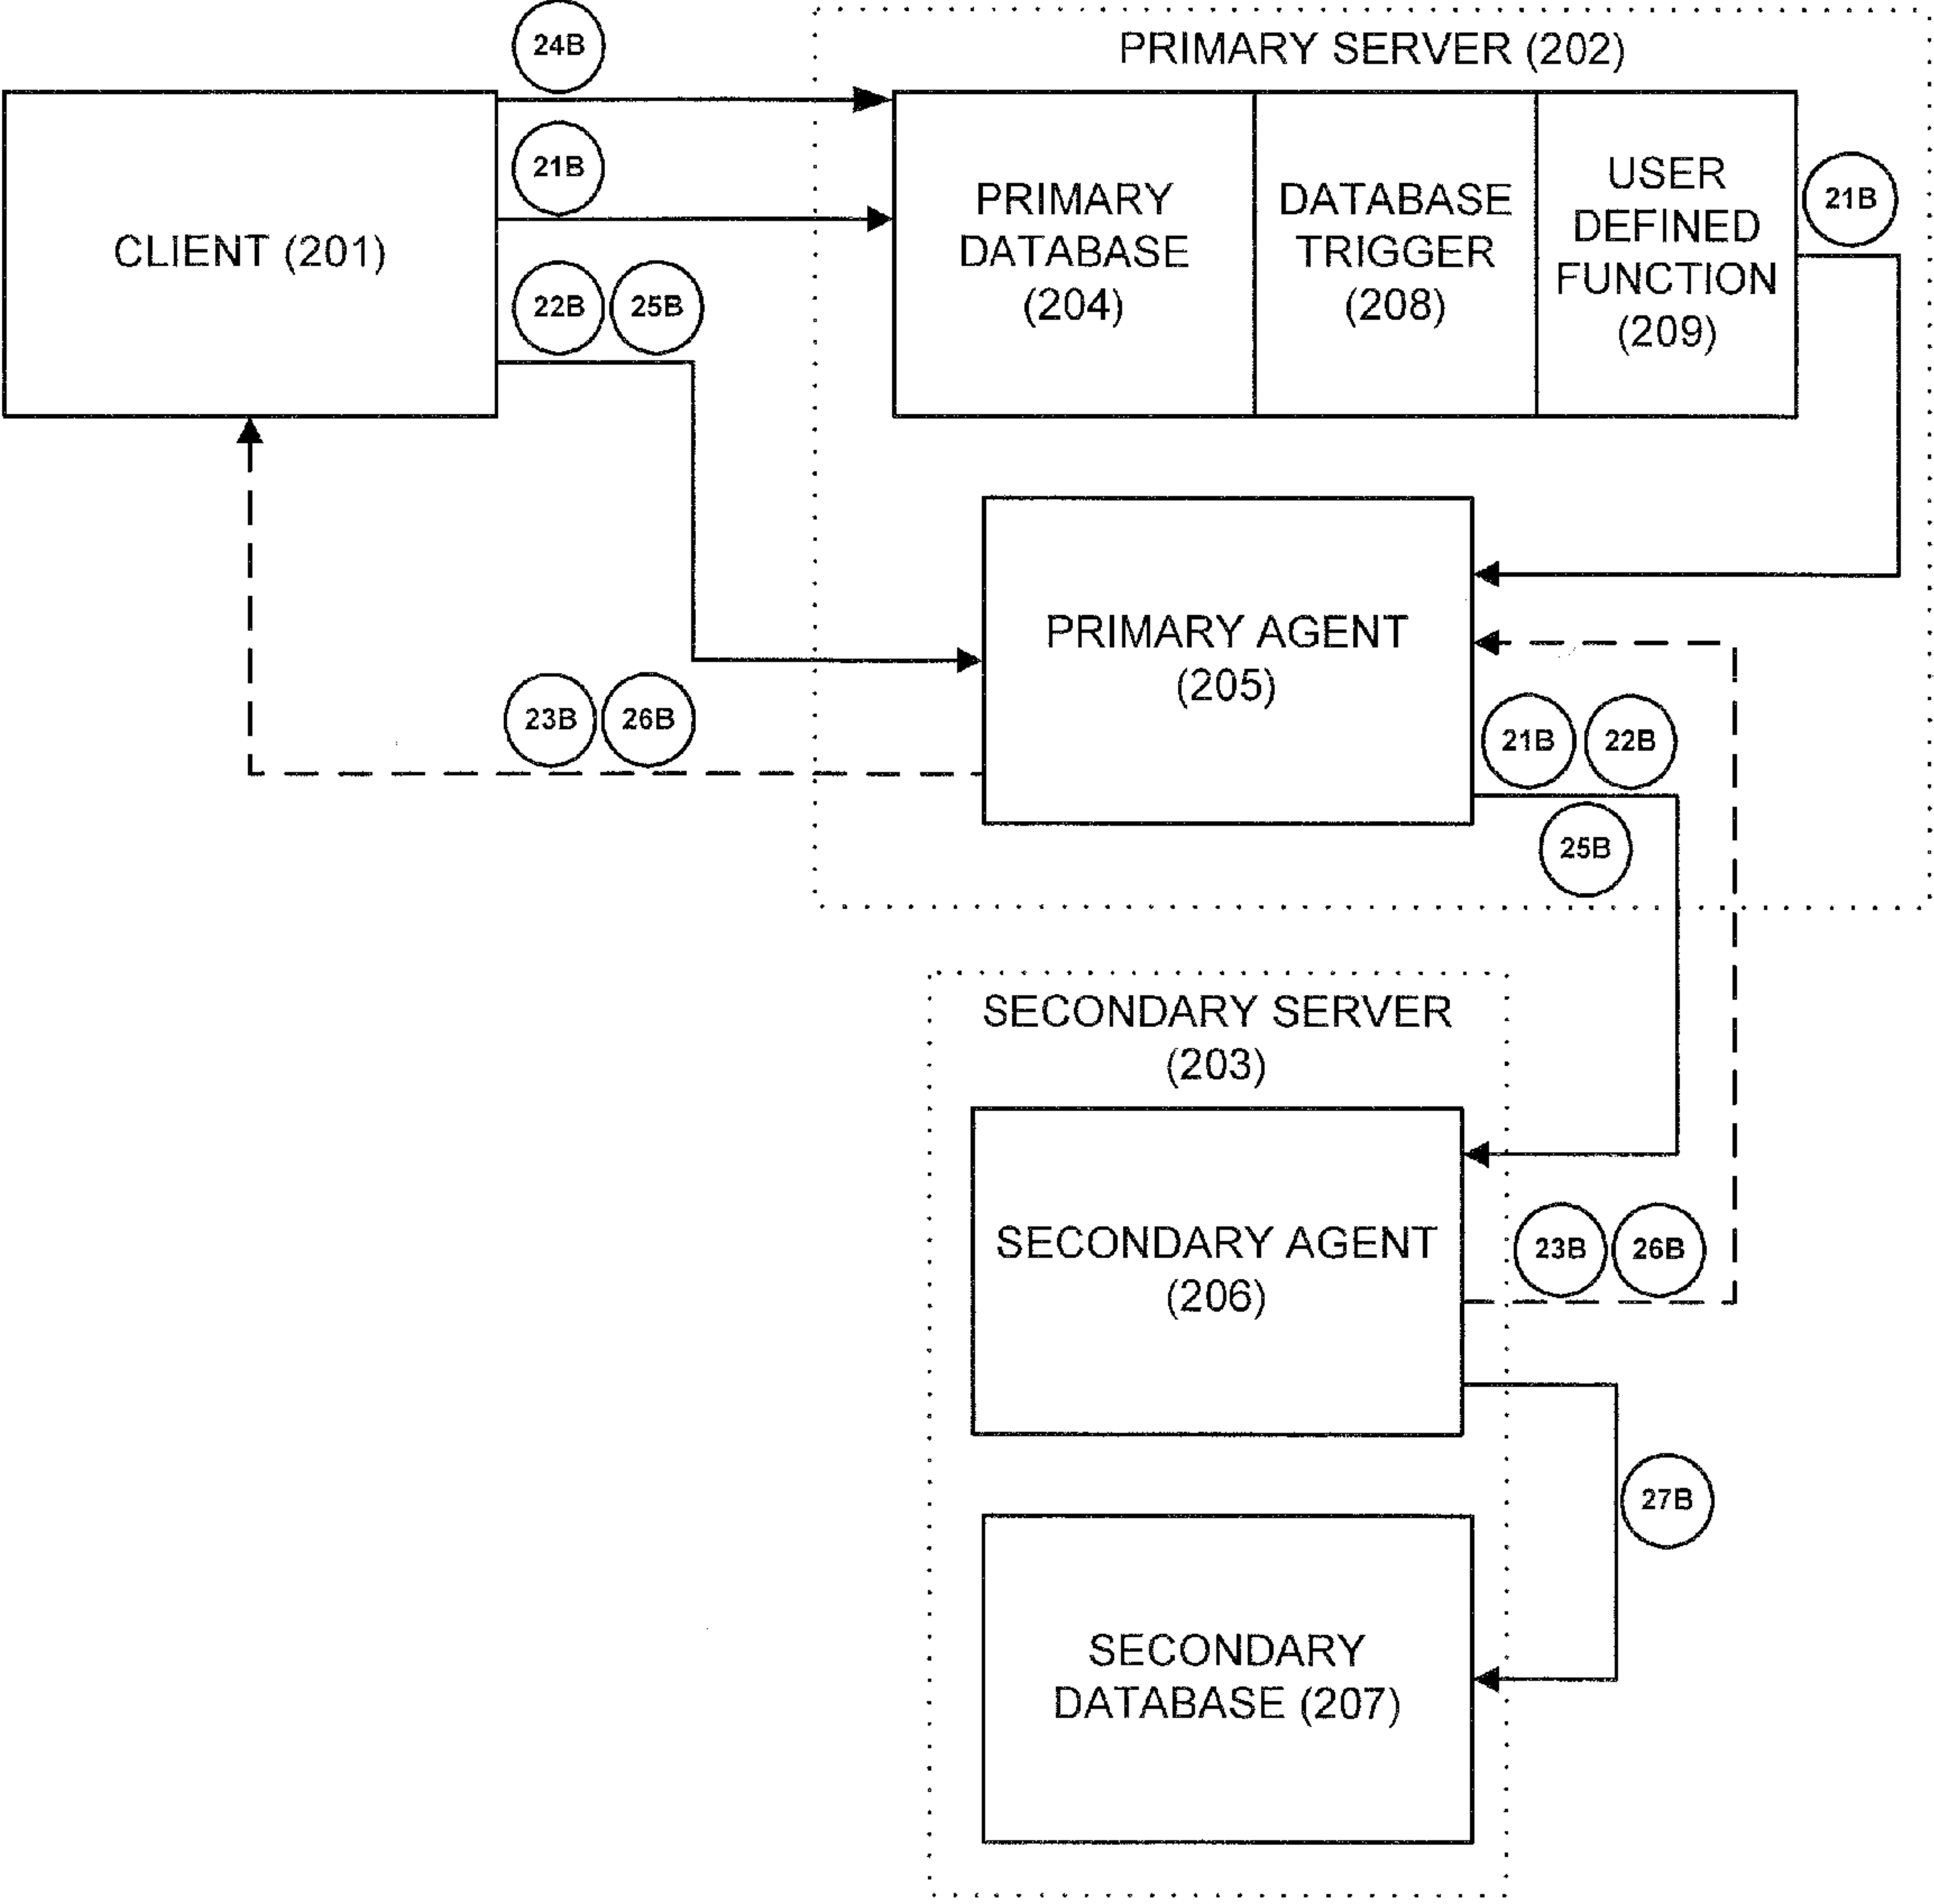 24B
PRIMARY SERVER (202)
21B
CLIENT (201)
22B 25B
PRIMARY
DATABASE
(204)
DATABASE
TRIGGER
(208)
USER
DEFINED
FUNCTION
(209)
21B
PRIMARY AGENT
(205)
23B 26B
21B 22B
25B
SECONDARY SERVER
(203)
SECONDARY AGENT
(206)
23B 26B
27B
SECONDARY
DATABASE (207)